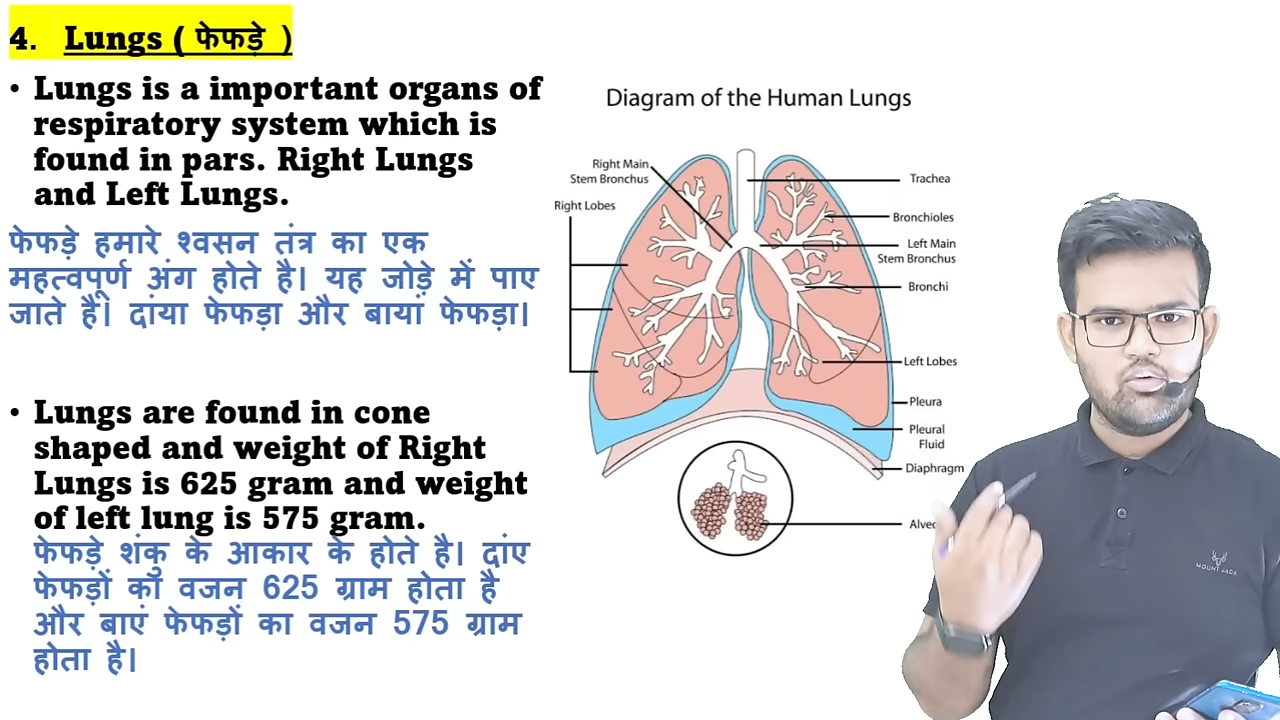 4. Lungs ( फेफड़े )
• Lungs is a important organs of
respiratory system which is
found in pars. Right Lungs
and Left Lungs.
फेफड़े हमारे श्वसन तंत्र का एक
महत्वपूर्ण अंग होते है। यह जोड़े में पाए
जाते है। दांया फेफड़ा और बायां फेफड़ा।
• Lungs are found in cone
shaped and weight of Right
Lungs is 625 gram and weight
of left lung is 575 gram.
फेफड़े शंकु के आकार के होते है। दांए
फेफड़ों का वजन 625 ग्राम होता है
और बाएं फेफड़ों का वजन 575 ग्राम
होता है।
Diagram of the Human Lungs
Right Main
Stem Bronchus
Right Lobes
Trachea
Bronchioles
Left Main
Stem Bronchus
Bronchi
Left Lobes
Pleura
Pleural
Fluid
Diaphragm
MOUNT JACK